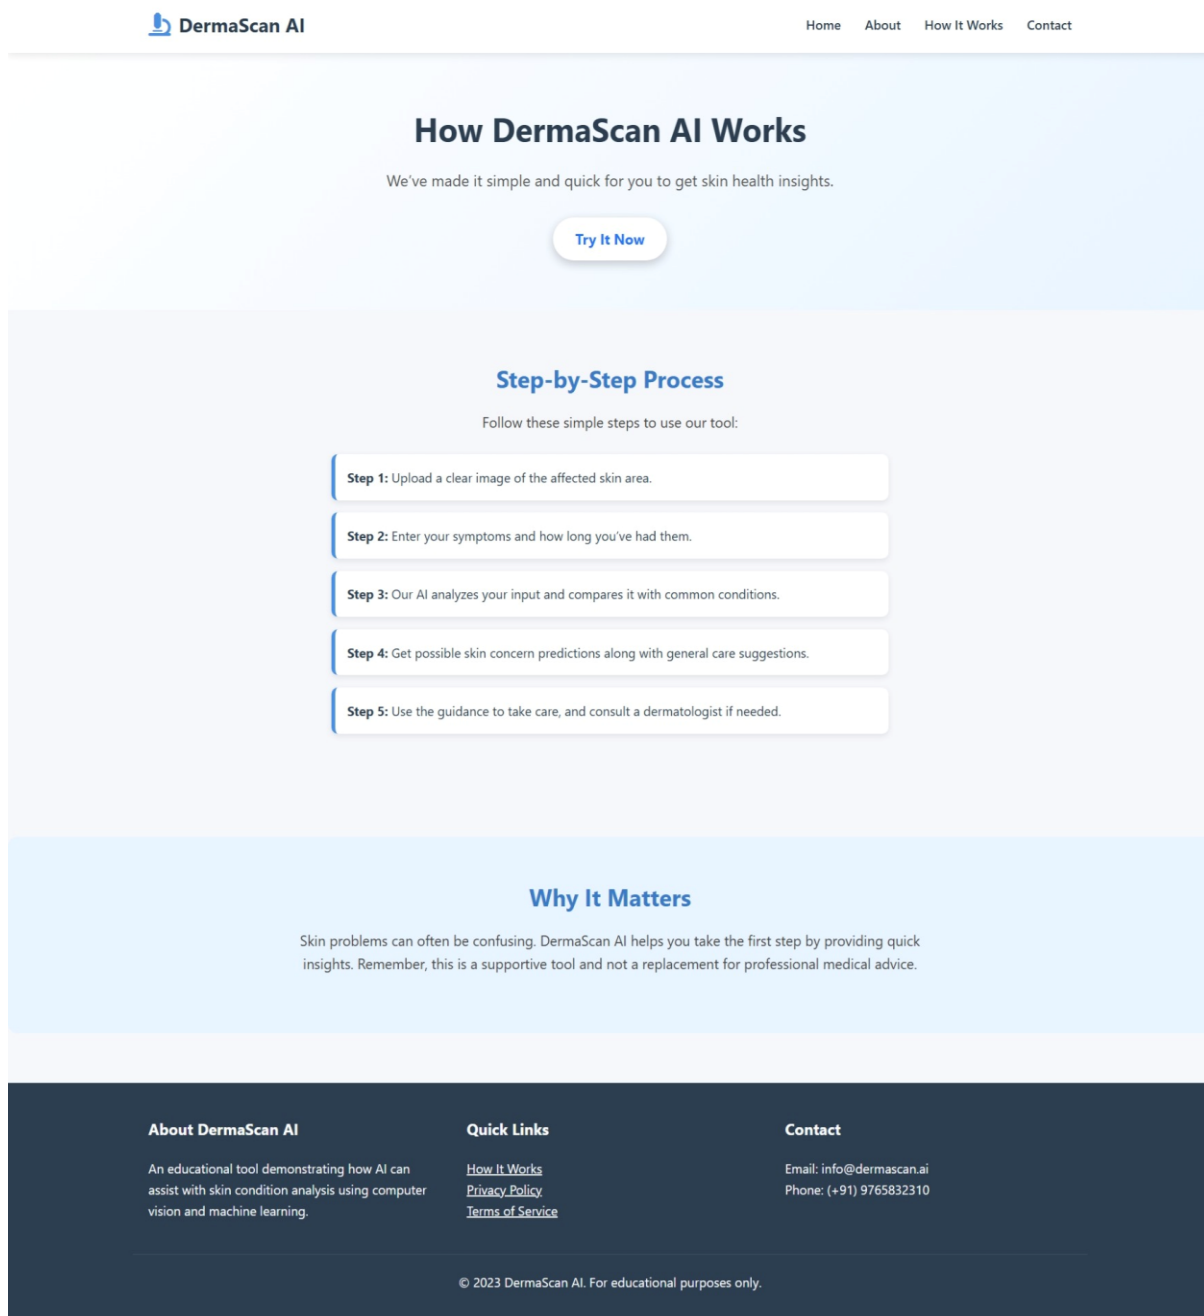 DermaScan AI
Home About How It Works Contact
How DermaScan AI Works
We've made it simple and quick for you to get skin health insights.
Try It Now
Step-by-Step Process
Follow these simple steps to use our tool:
Step 1: Upload a clear image of the affected skin area.
Step 2: Enter your symptoms and how long you've had them.
Step 3: Our AI analyzes your input and compares it with common conditions.
Step 4: Get possible skin concern predictions along with general care suggestions.
Step 5: Use the guidance to take care, and consult a dermatologist if needed.
Why It Matters
Skin problems can often be confusing. DermaScan AI helps you take the first step by providing quick
insights. Remember, this is a supportive tool and not a replacement for professional medical advice.
About DermaScan AI
An educational tool demonstrating how AI can
assist with skin condition analysis using computer
vision and machine learning.
Quick Links
How It Works
Privacy Policy
Terms of Service
Contact
Email: info@dermascan.ai
Phone: (+91) 9765832310
© 2023 DermaScan AI. For educational purposes only.